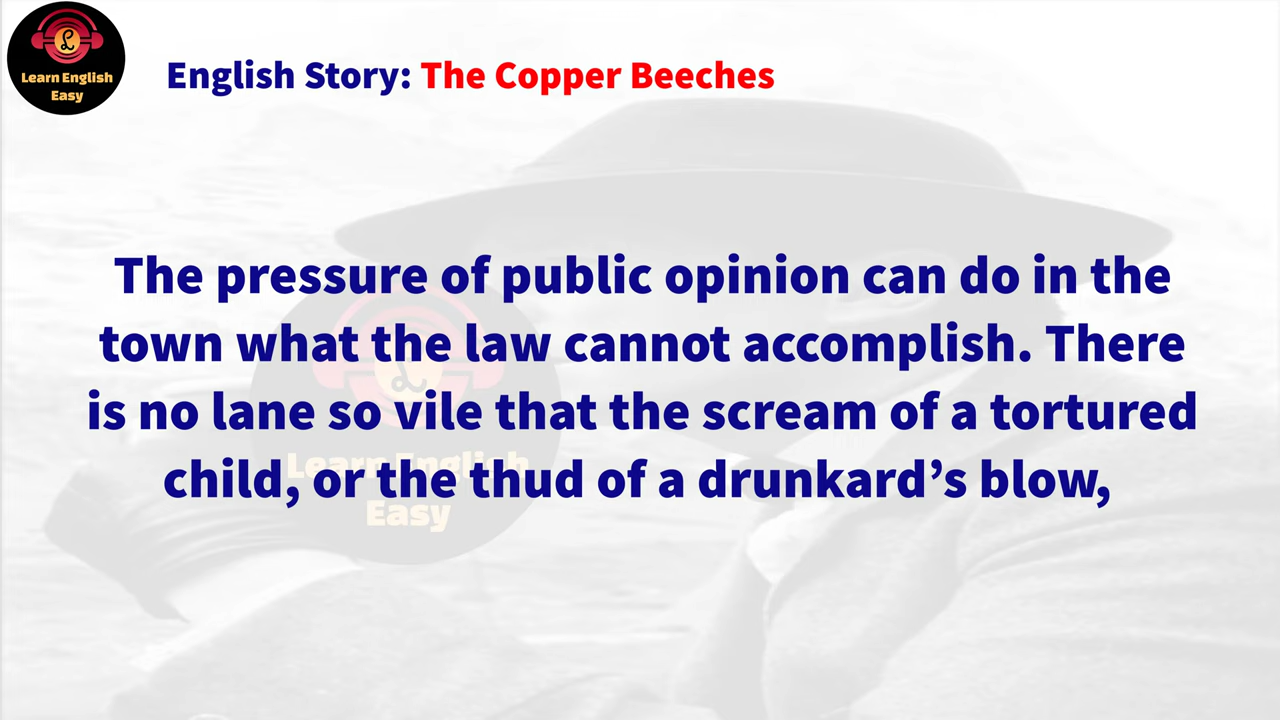 Learn English
Easy
English Story: The Copper Beeches
The pressure of public opinion can do in the
town what the law cannot accomplish. There
is no lane so vile that the scream of a tortured
child, or the thud of a drunkard’s blow,
Learn English
Easy